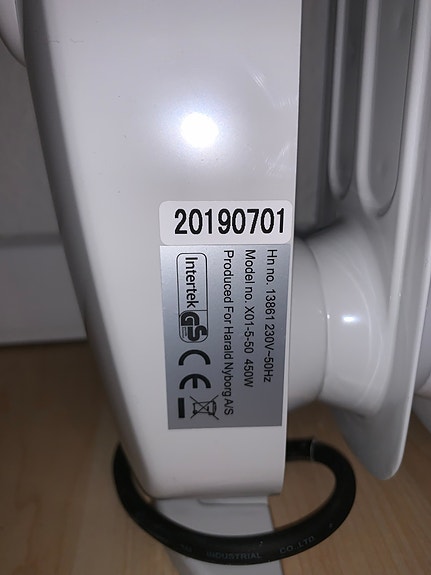 20190701
Hn no. 13861 230V~50Hz
Model no. X01-5-50 450W
Produced For Harald Nyborg A/S
Intertek
GS
CE
INDUSTRIAL CO LTD